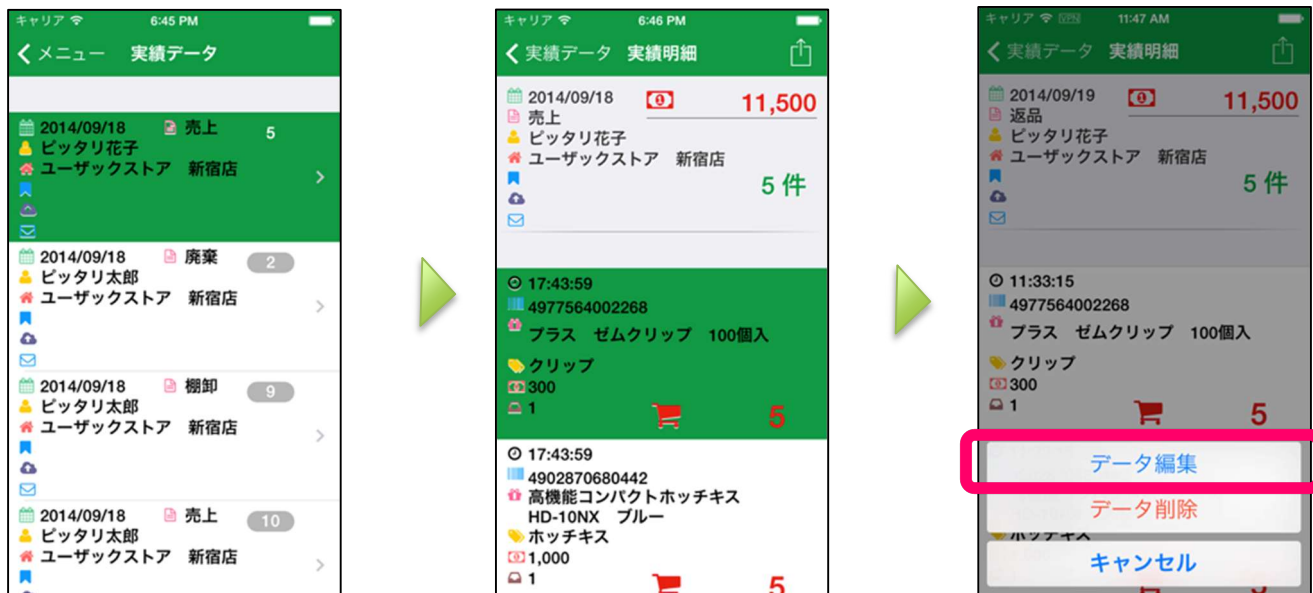 キャリア 6:45 PM
メニュー 実績データ
2014/09/18 売上 5
ピッタリ花子
ユーザックストア 新宿店
2014/09/18 廃棄 2
ピッタリ太郎
ユーザックストア 新宿店
2014/09/18 棚卸 9
ピッタリ太郎
ユーザックストア 新宿店
2014/09/18 売上 10
ピッタリ太郎
ユーザックストア 新宿店
キャリア 6:46 PM
実績データ 実績明細
2014/09/18 11,500
売上
ピッタリ花子
ユーザックストア 新宿店
5 件
17:43:59
4977564002268
プラス ゼムクリップ 100個入
クリップ
300
1 5
17:43:59
4902870680442
高機能コンパクトホッチキス
HD-10NX ブルー
ホッチキス
1,000
1 5
キャリア VPN 11:47 AM
実績データ 実績明細
2014/09/19 11,500
返品
ピッタリ花子
ユーザックストア 新宿店
5 件
11:33:15
4977564002268
プラス ゼムクリップ 100個入
クリップ
300
1 5
データ編集
データ削除
ホッチキス
キャンセル